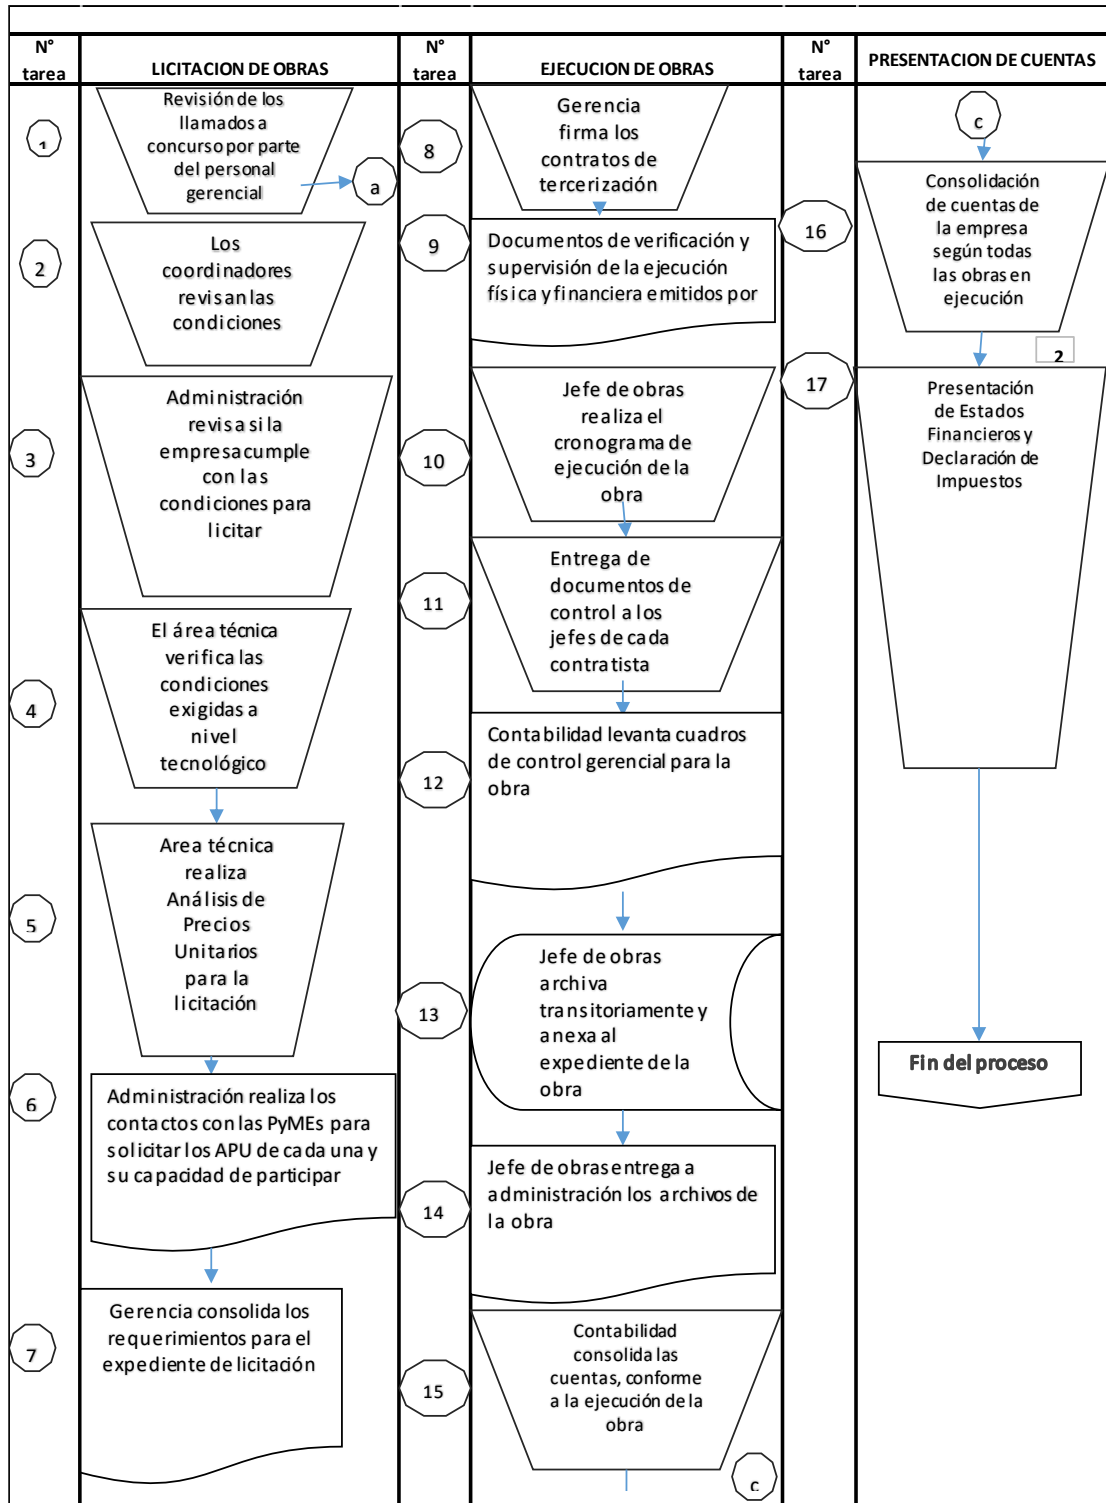 N°
tarea
LICITACION DE OBRAS
N°
tarea
EJECUCION DE OBRAS
N°
tarea
PRESENTACION DE CUENTAS
1
Revisión de los
llamados a
concurso por parte
del personal
gerencial
a
2
Los
coordinadores
revisan las
condiciones
3
Administración
revisa si la
empresa cumple
con las
condiciones para
licitar
4
El área técnica
verifica las
condiciones
exigidas a
nivel
tecnológico
5
Area técnica
realiza
Análisis de
Precios
Unitarios
para la
licitación
6
Administración realiza los
contactos con las PyMEs para
solicitar los APU de cada una y
su capacidad de participar
7
Gerencia consolida los
requerimientos para el
expediente de licitación
8
Gerencia
firma los
contratos de
tercerización
9
Documentos de verificación y
supervisión de la ejecución
física y financiera emitidos por
10
Jefe de obras
realiza el
cronograma de
ejecución de la
obra
11
Entrega de
documentos de
control a los
jefes de cada
contratista
12
Contabilidad levanta cuadros
de control gerencial para la
obra
13
Jefe de obras
archiva
transitoriamente y
anexa al
expediente de la
obra
14
Jefe de obras entrega a
administración los archivos de
la obra
15
Contabilidad
consolida las
cuentas, conforme
a la ejecución de la
obra
c
c
16
Consolidación
de cuentas de
la empresa
según todas
las obras en
ejecución
2
17
Presentación
de Estados
Financieros y
Declaración de
Impuestos
Fin del proceso